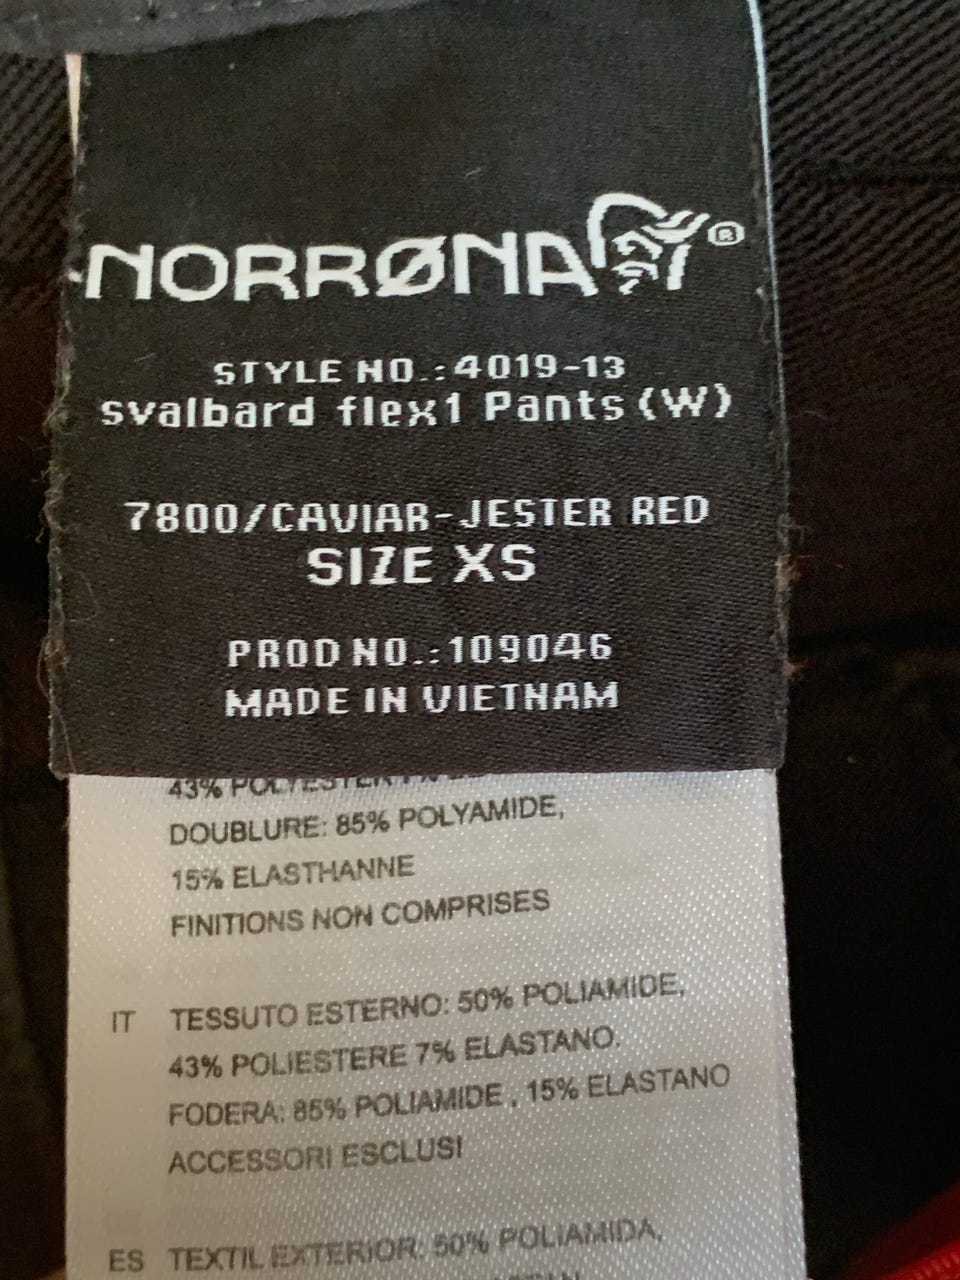 NORRØNA®
STYLE NO.:4019-13
svalbard flex1 Pants (W)
7800/CAVIAR-JESTER RED
SIZE XS
PROD NO.:109046
MADE IN VIETNAM
43% POLYESTER
DOUBLURE: 85% POLYAMIDE,
15% ELASTHANNE
FINITIONS NON COMPRISES
IT TESSUTO ESTERNO: 50% POLIAMIDE,
43% POLIESTERE 7% ELASTANO.
FODERA: 85% POLIAMIDE , 15% ELASTANO
ACCESSORI ESCLUSI
ES TEXTIL EXTERIOR: 50% POLIAMIDA,